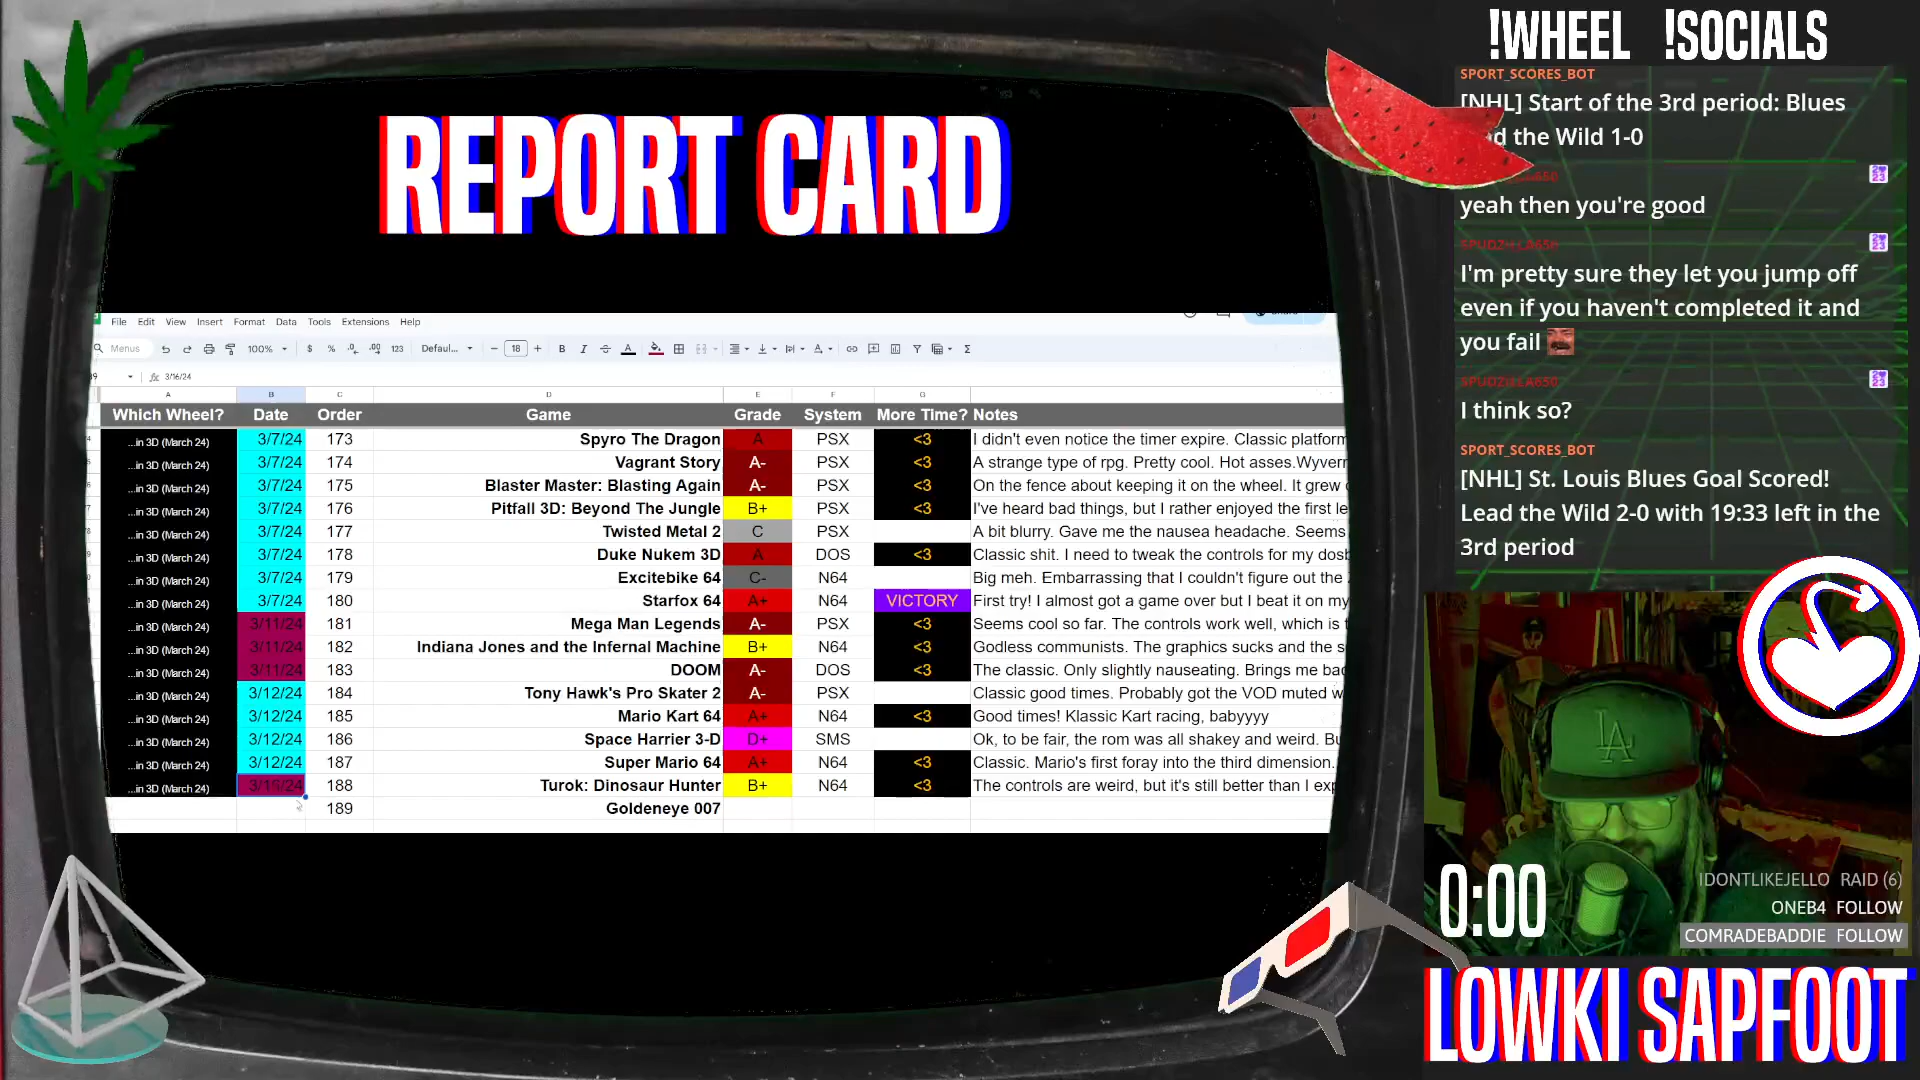 !WHEEL !SOCIALS
REPORT CARD
File Edit View Insert Format Data Tools Extensions Help
Menus 100% $ % .0 .00 123 Defaul... 18
3/16/24
A B C D E F G
Which Wheel? Date Order Game Grade System More Time? Notes
...in 3D (March 24) 3/7/24 173 Spyro The Dragon A PSX <3 I didn't even notice the timer expire. Classic platform
...in 3D (March 24) 3/7/24 174 Vagrant Story A- PSX <3 A strange type of rpg. Pretty cool. Hot asses.Wyvern
...in 3D (March 24) 3/7/24 175 Blaster Master: Blasting Again A- PSX <3 On the fence about keeping it on the wheel. It grew
...in 3D (March 24) 3/7/24 176 Pitfall 3D: Beyond The Jungle B+ PSX <3 I've heard bad things, but I rather enjoyed the first le
...in 3D (March 24) 3/7/24 177 Twisted Metal 2 C PSX A bit blurry. Gave me the nausea headache. Seems
...in 3D (March 24) 3/7/24 178 Duke Nukem 3D A DOS <3 Classic shit. I need to tweak the controls for my dosb
...in 3D (March 24) 3/7/24 179 Excitebike 64 C- N64 Big meh. Embarrassing that I couldn't figure out the
...in 3D (March 24) 3/7/24 180 Starfox 64 A+ N64 VICTORY First try! I almost got a game over but I beat it on my
...in 3D (March 24) 3/11/24 181 Mega Man Legends A- PSX <3 Seems cool so far. The controls work well, which is t
...in 3D (March 24) 3/11/24 182 Indiana Jones and the Infernal Machine B+ N64 <3 Godless communists. The graphics sucks and the s
...in 3D (March 24) 3/11/24 183 DOOM A- DOS <3 The classic. Only slightly nauseating. Brings me bac
...in 3D (March 24) 3/12/24 184 Tony Hawk's Pro Skater 2 A- PSX Classic good times. Probably got the VOD muted w
...in 3D (March 24) 3/12/24 185 Mario Kart 64 A+ N64 <3 Good times! Klassic Kart racing, babyyyy
...in 3D (March 24) 3/12/24 186 Space Harrier 3-D D+ SMS Ok, to be fair, the rom was all shakey and weird. Bu
...in 3D (March 24) 3/12/24 187 Super Mario 64 A+ N64 <3 Classic. Mario's first foray into the third dimension.
...in 3D (March 24) 188 Turok: Dinosaur Hunter B+ N64 <3 The controls are weird, but it's still better than I exp
189 Goldeneye 007
SPORT_SCORES_BOT
[NHL] Start of the 3rd period: Blues
the Wild 1-0
yeah then you're good
SPUDZILLA650
I'm pretty sure they let you jump off
even if you haven't completed it and
you fail
SPUDZILLA650
I think so?
SPORT_SCORES_BOT
[NHL] St. Louis Blues Goal Scored!
Lead the Wild 2-0 with 19:33 left in the
3rd period
LA
0:00
IDONTLIKEJELLO RAID (6)
ONEB4 FOLLOW
COMRADEBADDIE FOLLOW
LOWKI SAPFOOT